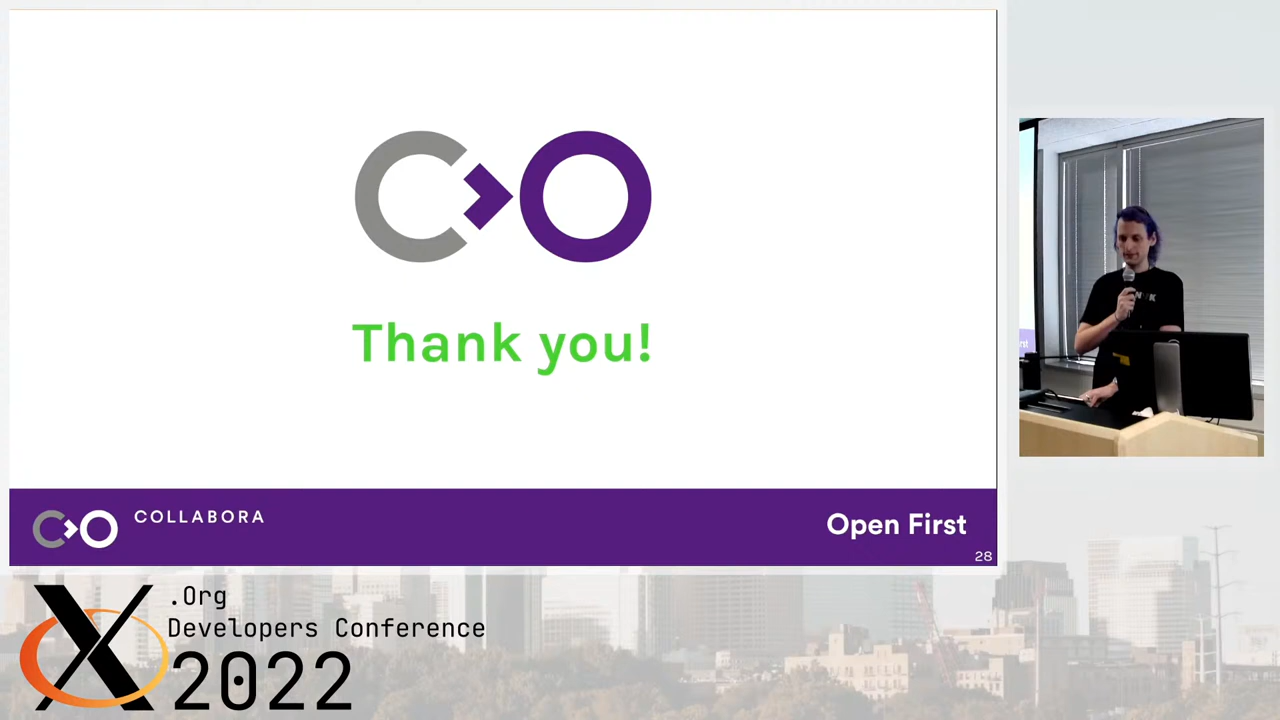 Thank you!
COLLABORA
Open First
28
.Org
Developers Conference
2022